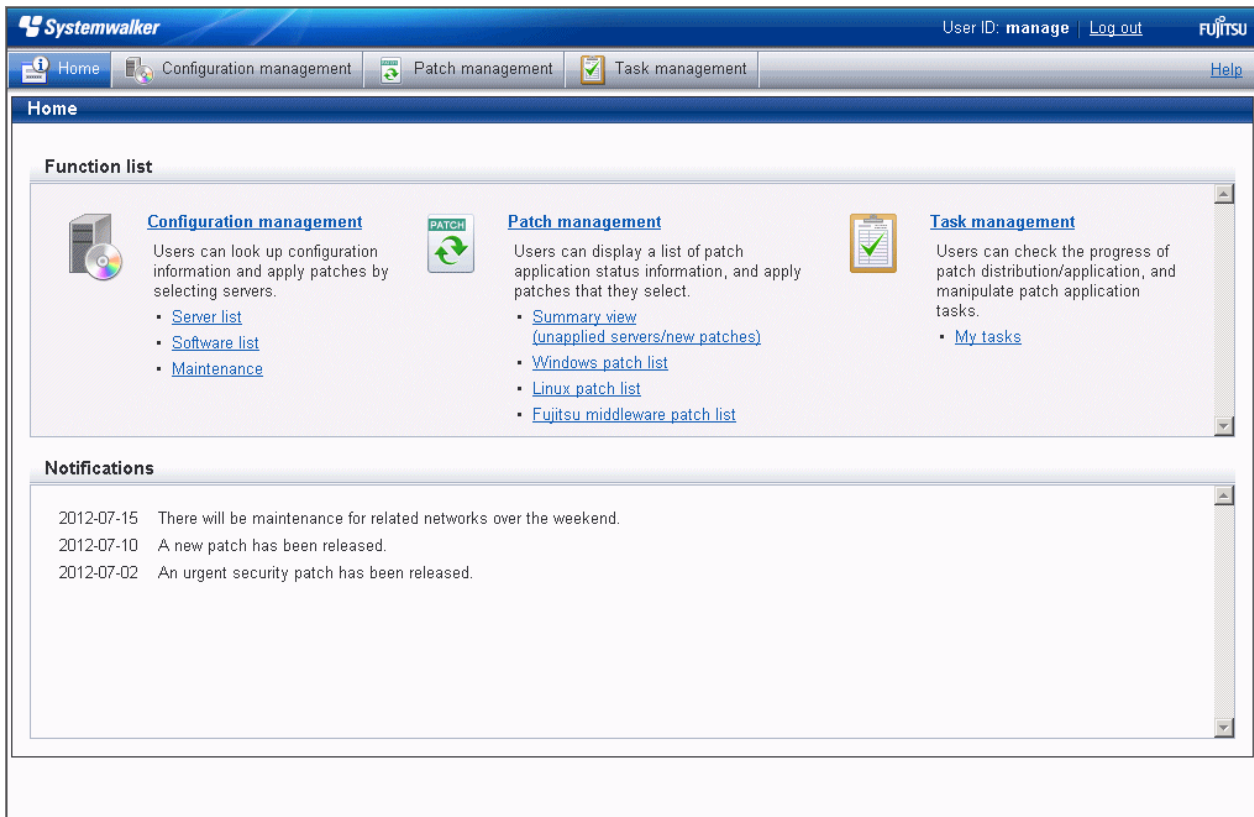 Systemwalker
User ID: manage | Log out
FUJITSU
Home
Configuration management
Patch management
Task management
Help
Home
Function list
Configuration management
Users can look up configuration
information and apply patches by
selecting servers.
▪ Server list
▪ Software list
▪ Maintenance
PATCH
Patch management
Users can display a list of patch
application status information, and apply
patches that they select.
▪ Summary view
(unapplied servers/new patches)
▪ Windows patch list
▪ Linux patch list
▪ Fujitsu middleware patch list
Task management
Users can check the progress of
patch distribution/application, and
manipulate patch application
tasks.
▪ My tasks
Notifications
2012-07-15 There will be maintenance for related networks over the weekend.
2012-07-10 A new patch has been released.
2012-07-02 An urgent security patch has been released.